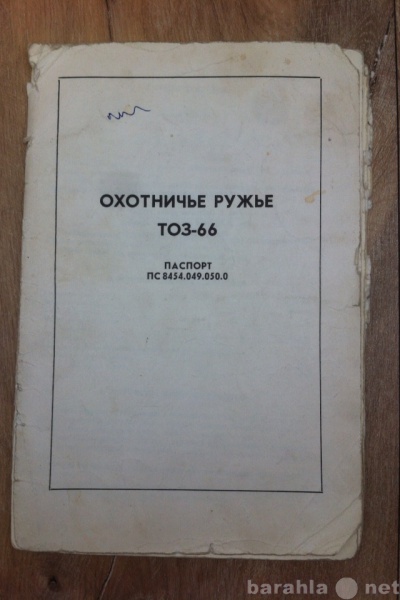 ОХОТНИЧЬЕ РУЖЬЕ
ТОЗ-66
ПАСПОРТ
ПС 8454.049.050.0
barahla net